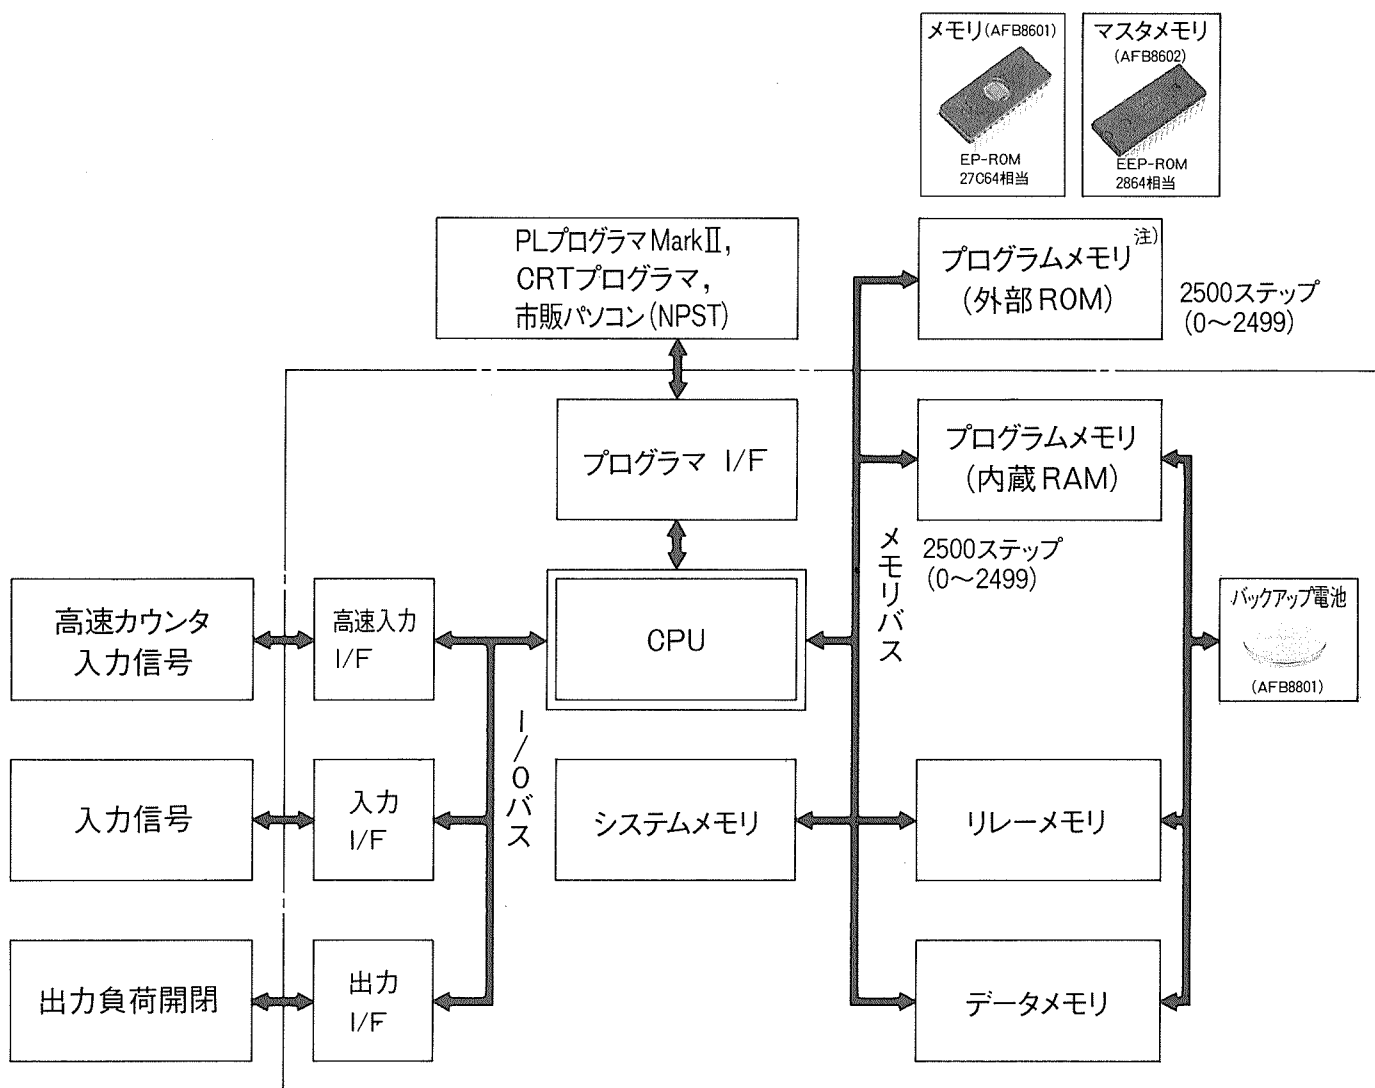 メモリ(AFB8601)
EP-ROM
27C64相当
マスタメモリ
(AFB8602)
EEP-ROM
2864相当
PLプログラマMarkⅡ,
CRTプログラマ,
市販パソコン(NPST)
プログラムメモリ注)
(外部ROM)
2500ステップ
(0〜2499)
プログラマ I/F
プログラムメモリ
(内蔵RAM)
2500ステップ
(0〜2499)
メモリバス
高速カウンタ
入力信号
高速入力
I/F
CPU
バックアップ電池
(AFB8801)
I/Oバス
入力信号
入力
I/F
システムメモリ
リレーメモリ
出力負荷開閉
出力
I/F
データメモリ